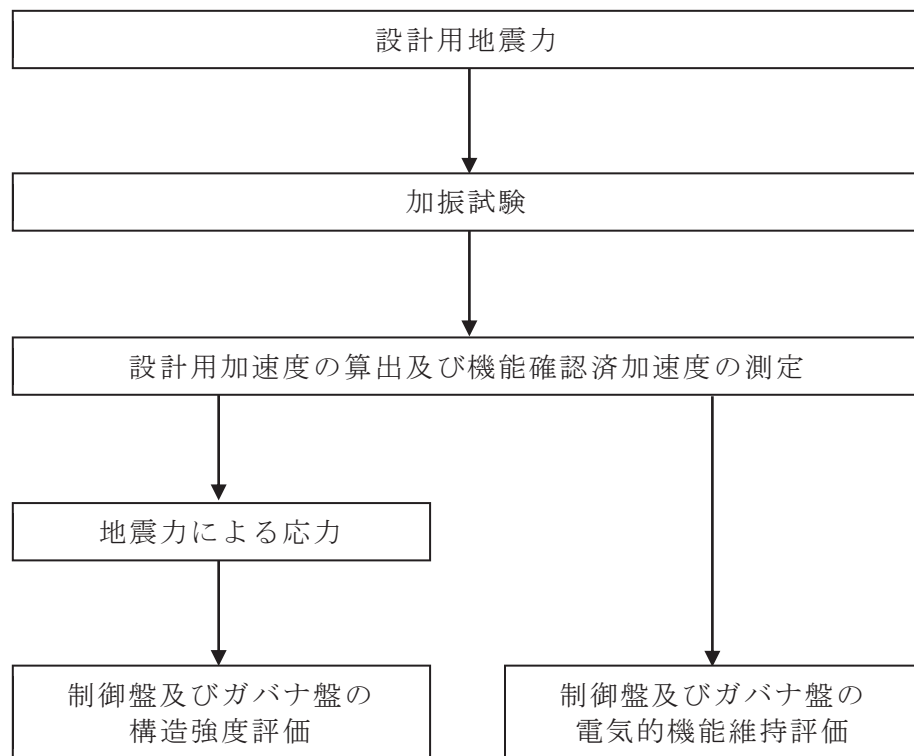 設計用地震力
加振試験
設計用加速度の算出及び機能確認済加速度の測定
地震力による応力
制御盤及びガバナ盤の
構造強度評価
制御盤及びガバナ盤の
電気的機能維持評価